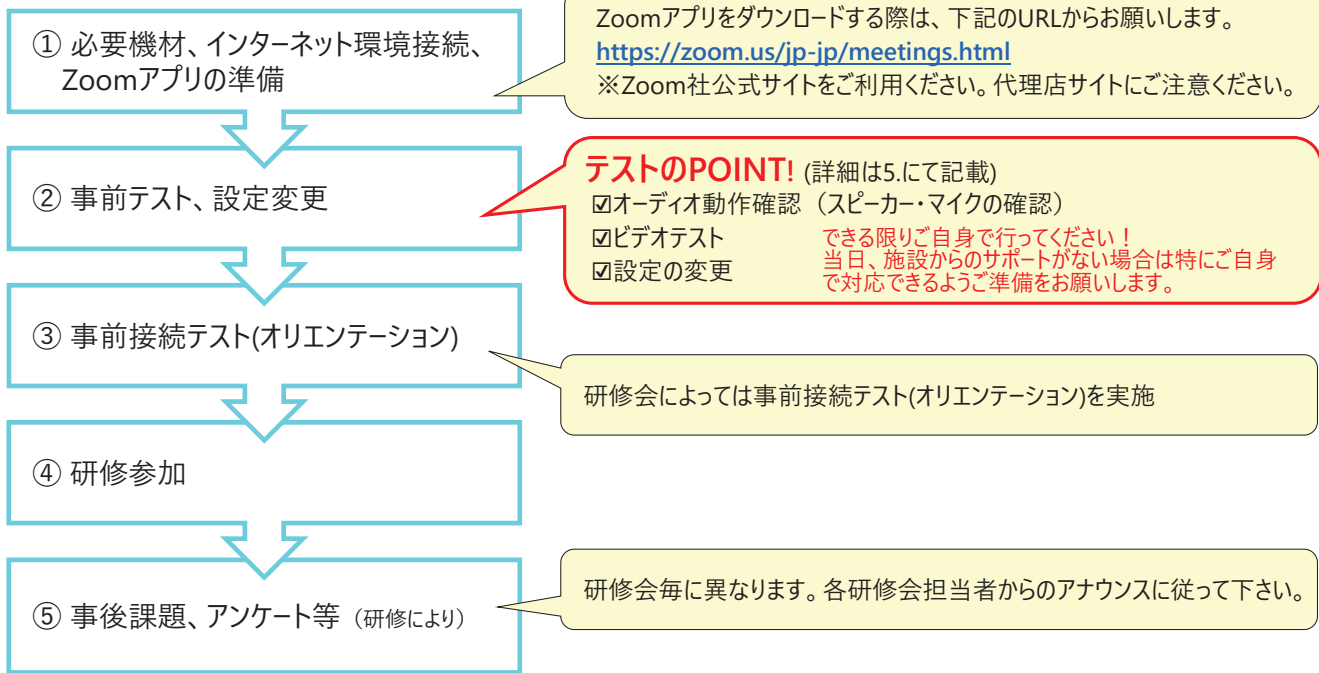 ① 必要機材、インターネット環境接続、
Zoomアプリの準備
Zoomアプリをダウンロードする際は、下記のURLからお願いします。
https://zoom.us/jp-jp/meetings.html
※Zoom社公式サイトをご利用ください。代理店サイトにご注意ください。
② 事前テスト、設定変更
テストのPOINT! (詳細は5.にて記載)
☑オーディオ動作確認 (スピーカー・マイクの確認)
☑ビデオテスト
☑設定の変更
できる限りご自身で行ってください！
当日、施設からのサポートがない場合は特にご自身
で対応できるようご準備をお願いします。
③ 事前接続テスト(オリエンテーション)
研修会によっては事前接続テスト(オリエンテーション)を実施
④ 研修参加
⑤ 事後課題、アンケート等 (研修により)
研修会毎に異なります。各研修会担当者からのアナウンスに従って下さい。